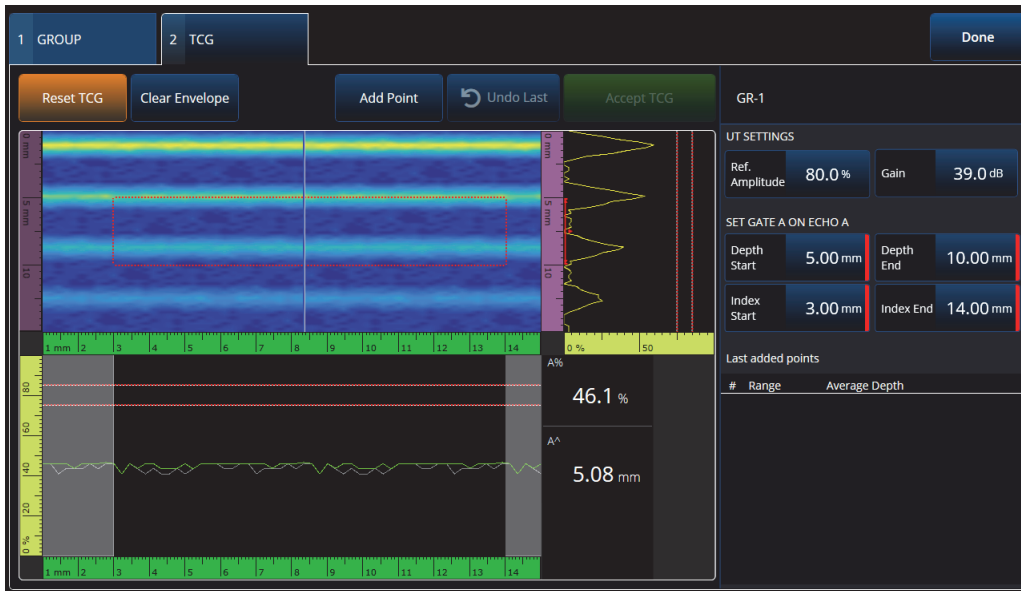 1 GROUP
2 TCG
Done
Reset TCG
Clear Envelope
Add Point
Undo Last
Accept TCG
GR-1
UT SETTINGS
Ref. Amplitude 80.0 %
Gain 39.0 dB
SET GATE A ON ECHO A
Depth Start 5.00 mm
Depth End 10.00 mm
Index Start 3.00 mm
Index End 14.00 mm
Last added points
# Range Average Depth
0 mm
5 mm
10
0 mm
5 mm
10
1 mm 2 3 4 5 6 7 8 9 10 11 12 13 14
0 % 50
80
60
40
20
0 %
A%
46.1 %
A^
5.08 mm
1 mm 2 3 4 5 6 7 8 9 10 11 12 13 14